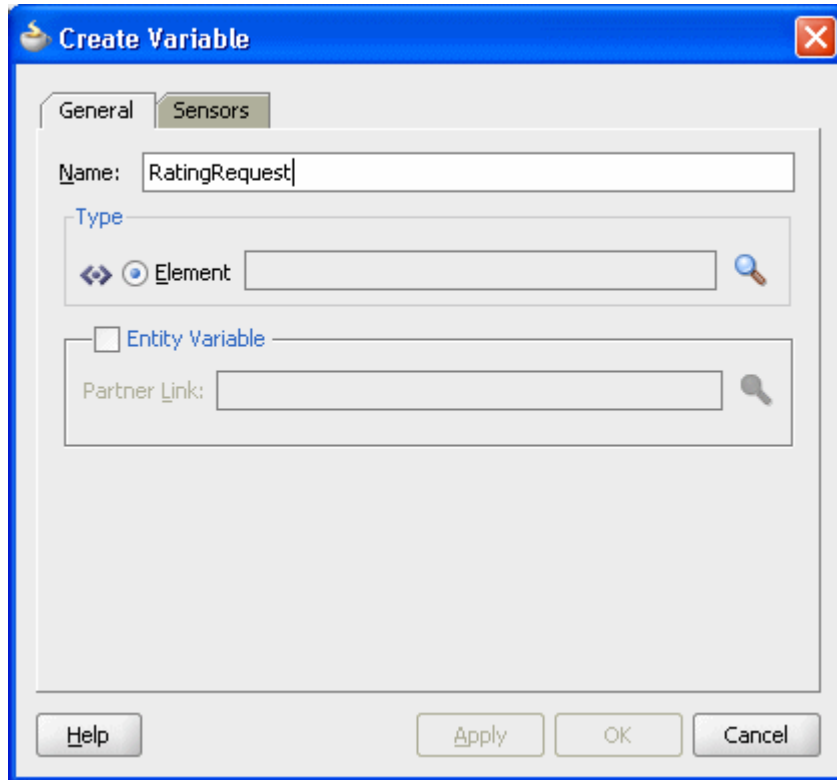 Create Variable
General Sensors
Name: RatingRequest
Type
Element
Entity Variable
Partner Link:
Help Apply OK Cancel